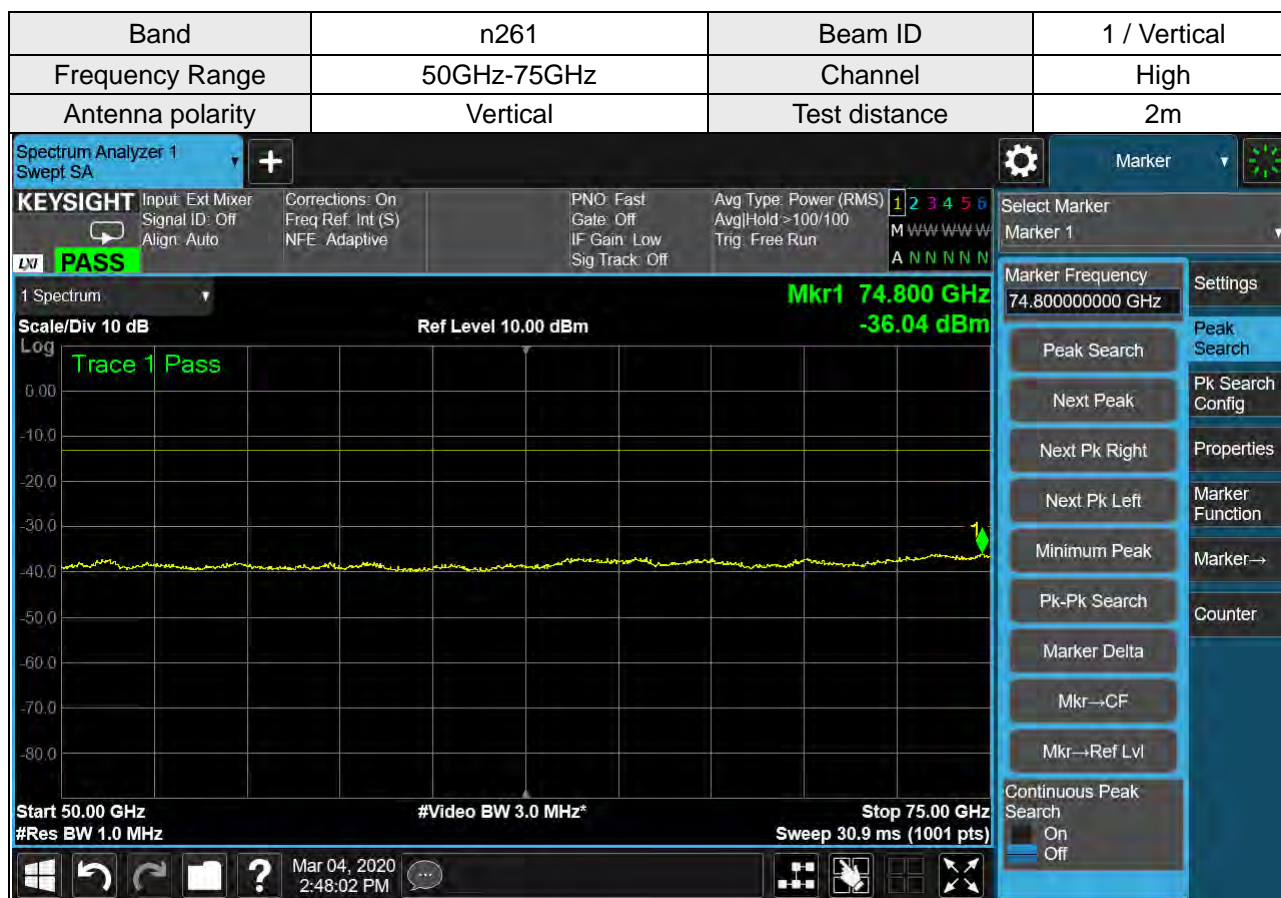 Band n261 Beam ID 1 / Vertical
Frequency Range 50GHz-75GHz Channel High
Antenna polarity Vertical Test distance 2m
Spectrum Analyzer 1
Swept SA
Marker
KEYSIGHT
Input: Ext Mixer
Signal ID: Off
Align: Auto
Corrections: On
Freq Ref: Int (S)
NFE: Adaptive
PNO: Fast
Gate: Off
IF Gain: Low
Sig Track: Off
Avg Type: Power (RMS)
Avg|Hold:>100/100
Trig: Free Run
1 2 3 4 5 6
M W W W W W
A N N N N N
LXI PASS
Select Marker
Marker 1
1 Spectrum
Mkr1 74.800 GHz
-36.04 dBm
Scale/Div 10 dB
Ref Level 10.00 dBm
Log
Trace 1 Pass
0.00
-10.0
-20.0
-30.0
-40.0
-50.0
-60.0
-70.0
-80.0
1
Start 50.00 GHz
#Video BW 3.0 MHz*
Stop 75.00 GHz
#Res BW 1.0 MHz
Sweep 30.9 ms (1001 pts)
Marker Frequency
74.800000000 GHz
Peak Search
Next Peak
Next Pk Right
Next Pk Left
Minimum Peak
Pk-Pk Search
Marker Delta
Mkr→CF
Mkr→Ref Lvl
Continuous Peak
Search
On
Off
Settings
Peak
Search
Pk Search
Config
Properties
Marker
Function
Marker→
Counter
?
Mar 04, 2020
2:48:02 PM